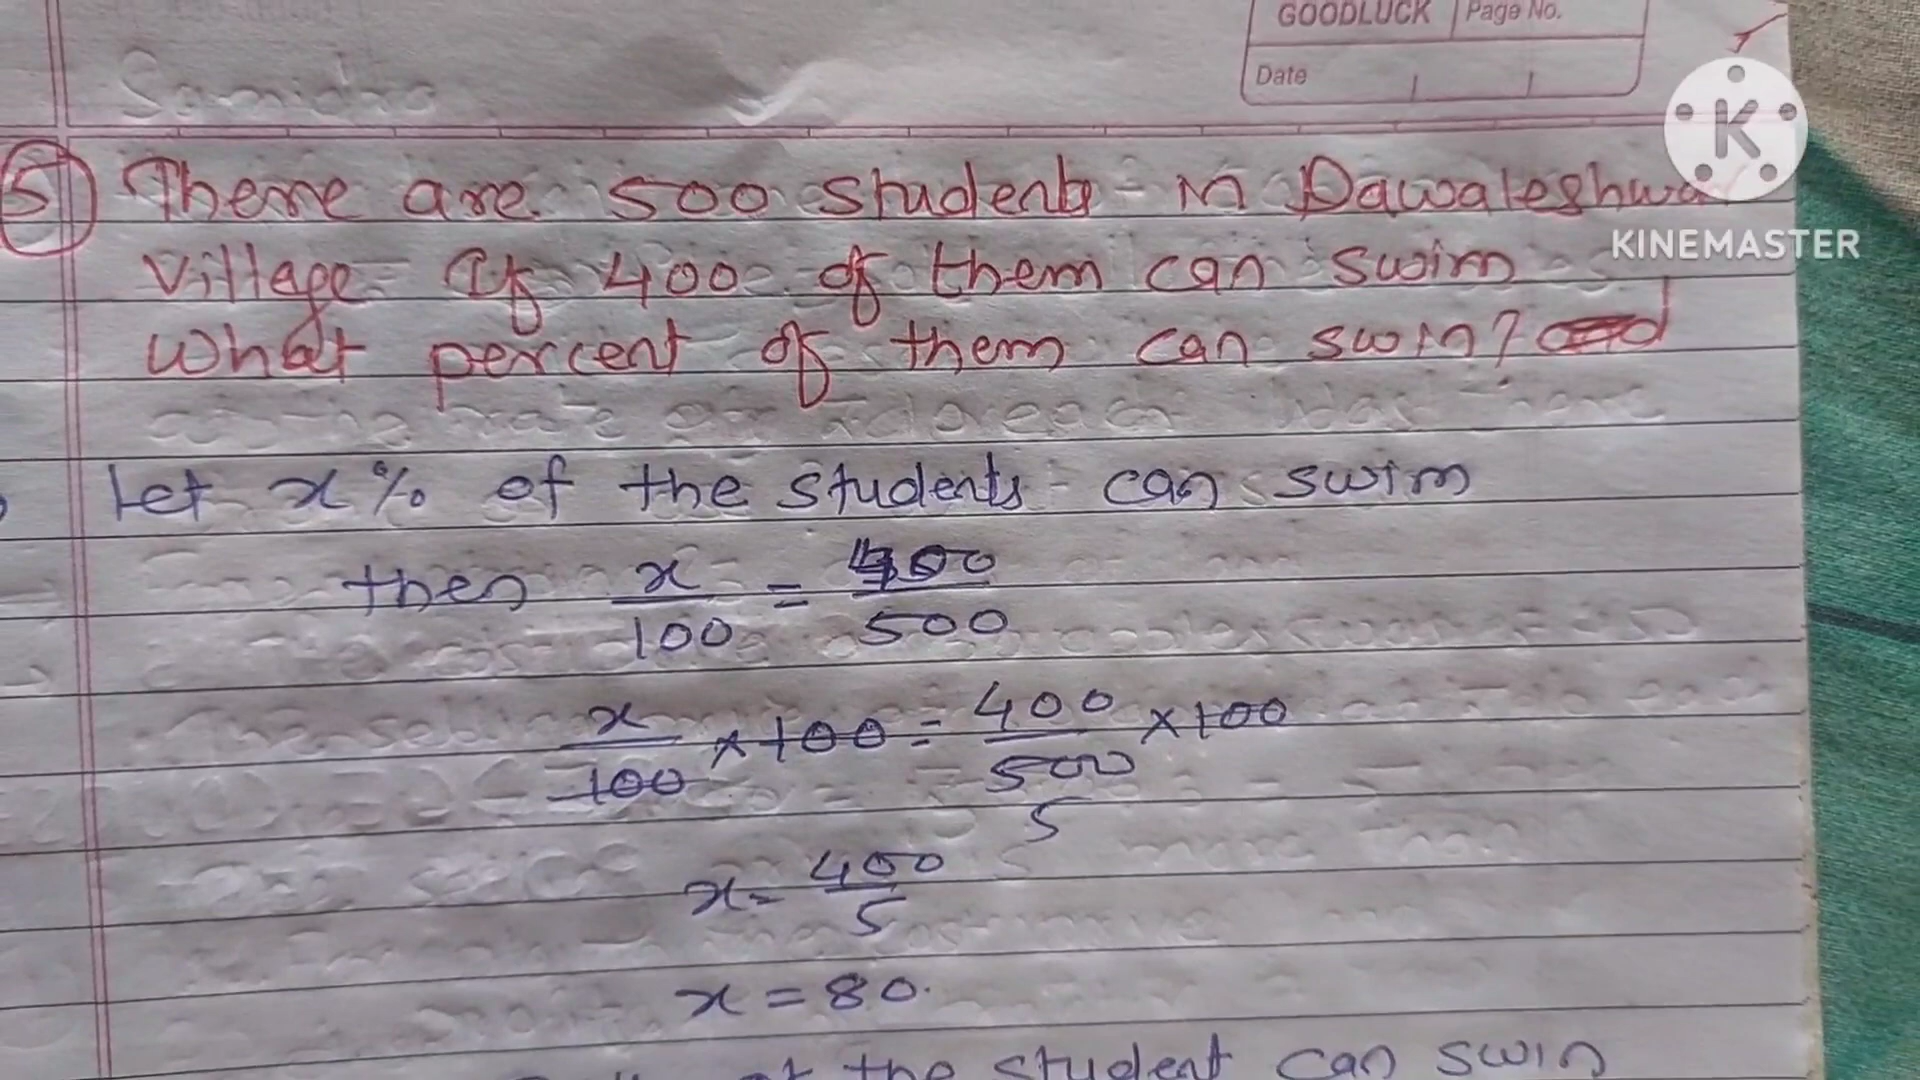 GOODLUCK Page No.
Date
KINEMASTER
5 There are 500 students in Dawaleshwar
Village If 400 of them can swim
What percent of them can swim?
Let x% of the students can swim
then x/100 = 400/500
x/100 × 100 = 400/500 × 100
5
x = 400/5
x = 80.
of the student can swin